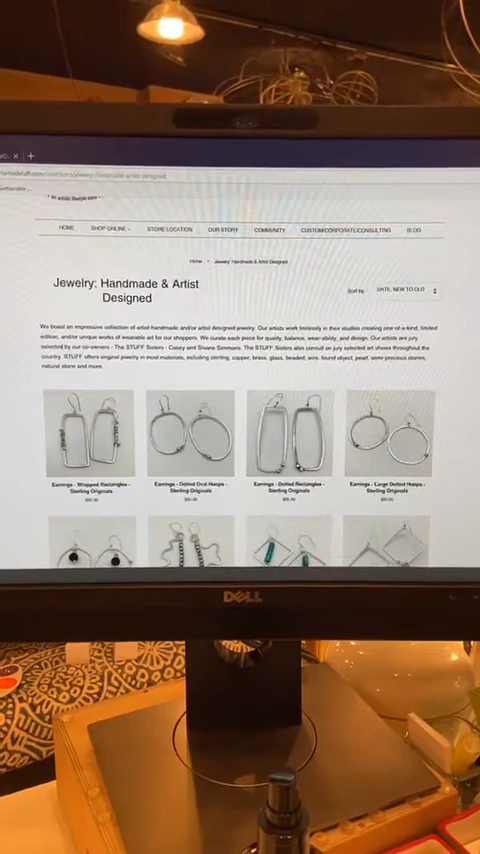 HOME SHOP ONLINE STORE LOCATION OUR STORY COMMUNITY CUSTOM/CORPORATE/CONSULTING BLOG
Home Jewelry: Handmade & Artist Designed
Jewelry: Handmade & Artist
Designed
Sort by DATE, NEW TO OLD
We boast an impressive collection of artist handmade and/or artist designed jewelry. Our artists work tirelessly in their studios creating one-of-a-kind, limited
edition, and/or unique works of wearable art for our shoppers. We curate each piece for quality, balance, wear-ability, and design. Our artists are jury
selected by our co-owners - The STUFF Sisters - Casey and Sloane Simmons. The STUFF Sisters also consult on jury selected art shows throughout the
country. STUFF offers original jewelry in most materials, including sterling, copper, brass, glass, beaded, wire, found object, pearl, semi-precious stones,
natural stone and more.
Earrings - Wrapped Rectangles -
Sterling Originals
Earrings - Dotted Oval Hoops -
Sterling Originals
Earrings - Dotted Rectangles -
Sterling Originals
Earrings - Large Dotted Hoops -
Sterling Originals
DELL